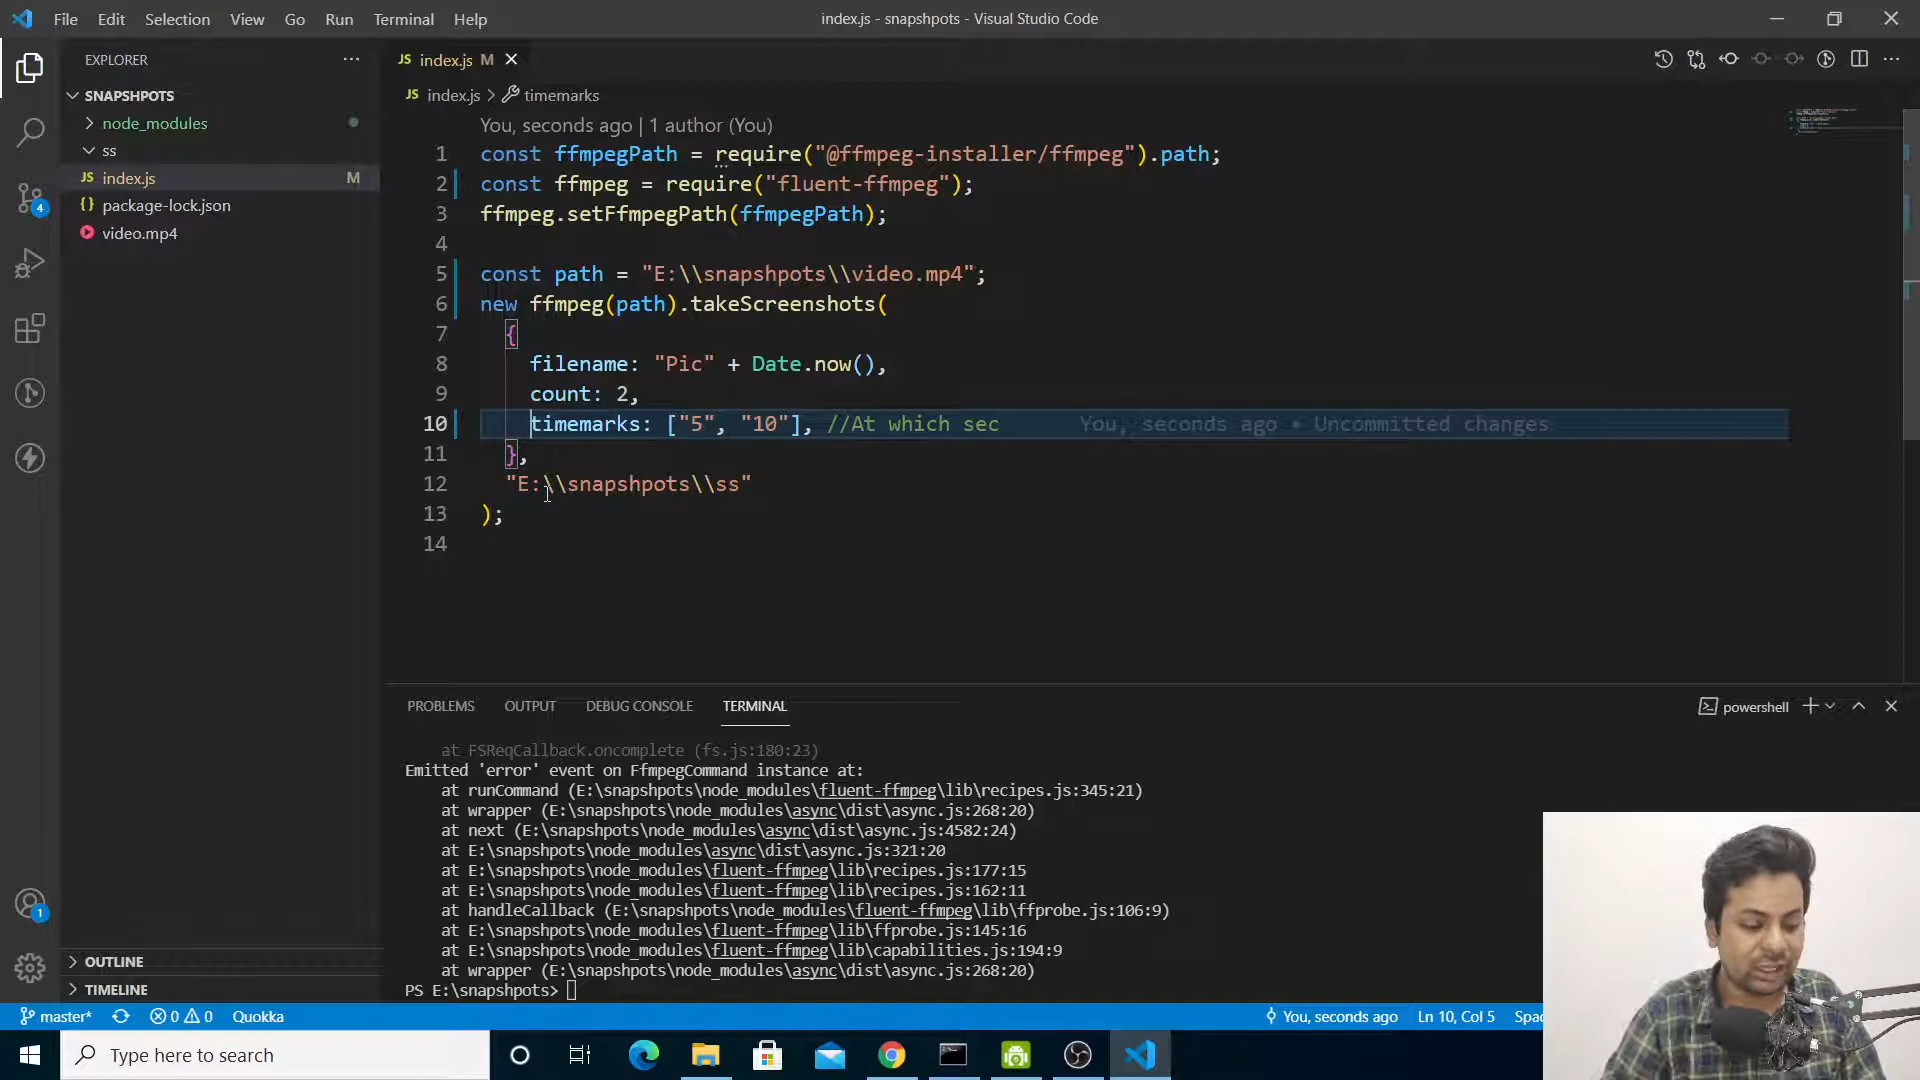 File Edit Selection View Go Run Terminal Help
index.js - snapshpots - Visual Studio Code
EXPLORER
JS index.js M
SNAPSHPOTS
JS index.js > timemarks
node_modules
ss
JS index.js M
{} package-lock.json
video.mp4
You, seconds ago | 1 author (You)
1 const ffmpegPath = require("@ffmpeg-installer/ffmpeg").path;
2 const ffmpeg = require("fluent-ffmpeg");
3 ffmpeg.setFfmpegPath(ffmpegPath);
4
5 const path = "E:\\snapshpots\\video.mp4";
6 new ffmpeg(path).takeScreenshots(
7 {
8 filename: "Pic" + Date.now(),
9 count: 2,
10 timemarks: ["5", "10"], //At which sec You, seconds ago • Uncommitted changes
11 },
12 "E:\\snapshpots\\ss"
13 );
14
PROBLEMS OUTPUT DEBUG CONSOLE TERMINAL
powershell
at FSReqCallback.oncomplete (fs.js:180:23)
Emitted 'error' event on FfmpegCommand instance at:
at runCommand (E:\snapshpots\node_modules\fluent-ffmpeg\lib\recipes.js:345:21)
at wrapper (E:\snapshpots\node_modules\async\dist\async.js:268:20)
at next (E:\snapshpots\node_modules\async\dist\async.js:4582:24)
at E:\snapshpots\node_modules\async\dist\async.js:321:20
at E:\snapshpots\node_modules\fluent-ffmpeg\lib\recipes.js:177:15
at E:\snapshpots\node_modules\fluent-ffmpeg\lib\recipes.js:162:11
at handleCallback (E:\snapshpots\node_modules\fluent-ffmpeg\lib\ffprobe.js:106:9)
at E:\snapshpots\node_modules\fluent-ffmpeg\lib\ffprobe.js:145:16
at E:\snapshpots\node_modules\fluent-ffmpeg\lib\capabilities.js:194:9
at wrapper (E:\snapshpots\node_modules\async\dist\async.js:268:20)
PS E:\snapshpots>
4
1
OUTLINE
TIMELINE
master* 0 0 Quokka
You, seconds ago Ln 10, Col 5 Spac
Type here to search